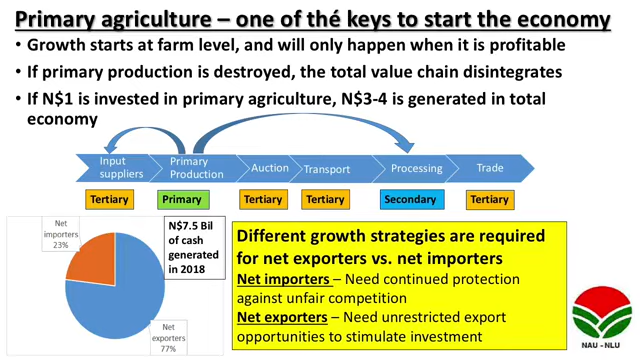 Primary agriculture – one of thé keys to start the economy
• Growth starts at farm level, and will only happen when it is profitable
• If primary production is destroyed, the total value chain disintegrates
• If N$1 is invested in primary agriculture, N$3-4 is generated in total
economy
Input
suppliers
Primary
Production
Auction
Transport
Processing
Trade
Tertiary
Primary
Tertiary
Tertiary
Secondary
Tertiary
Net
importers
23%
Net
exporters
77%
N$7.5 Bil
of cash
generated
in 2018
Different growth strategies are required
for net exporters vs. net importers
Net importers – Need continued protection
against unfair competition
Net exporters – Need unrestricted export
opportunities to stimulate investment
NAU - NLU